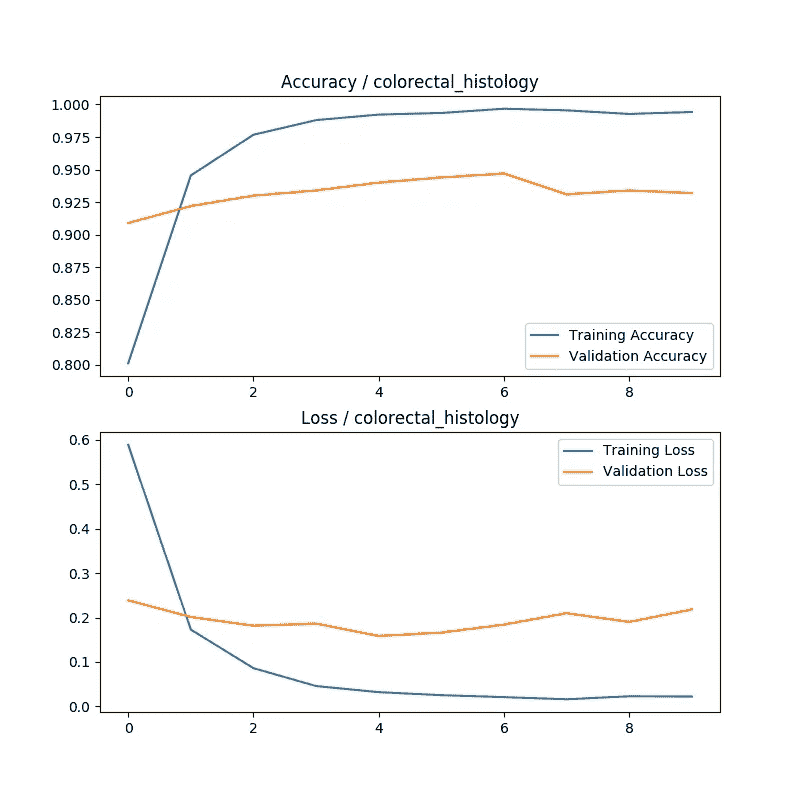 Accuracy / colorectal_histology
1.000
0.975
0.950
0.925
0.900
0.875
0.850
0.825
0.800
Training Accuracy
Validation Accuracy
0 2 4 6 8
Loss / colorectal_histology
0.6
0.5
0.4
0.3
0.2
0.1
0.0
Training Loss
Validation Loss
0 2 4 6 8